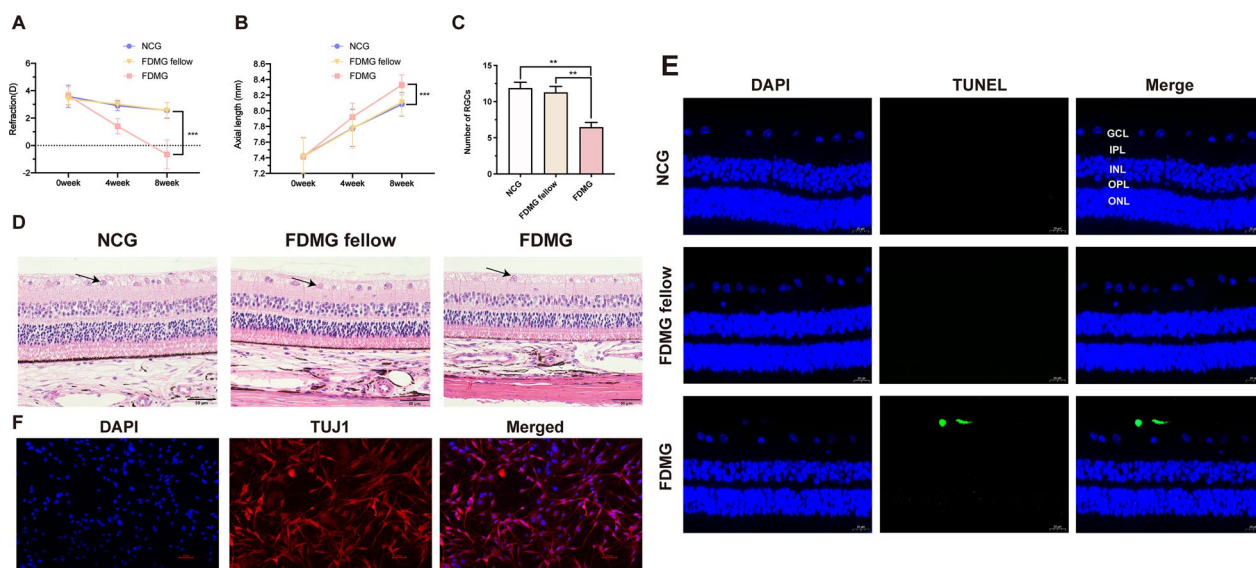 A
NCG
FDMG fellow
FDMG
Refraction(D)
6
4
2
0
-2
0week
4week
8week
***
B
NCG
FDMG fellow
FDMG
Axial length (mm)
8.6
8.4
8.2
8.0
7.8
7.6
7.4
7.2
0week
4week
8week
***
C
Number of RGCs
15
10
5
0
**
**
NCG
FDMG fellow
FDMG
D
NCG
FDMG fellow
FDMG
E
DAPI
TUNEL
Merge
NCG
GCL
IPL
INL
OPL
ONL
FDMG fellow
FDMG
F
DAPI
TUJ1
Merged